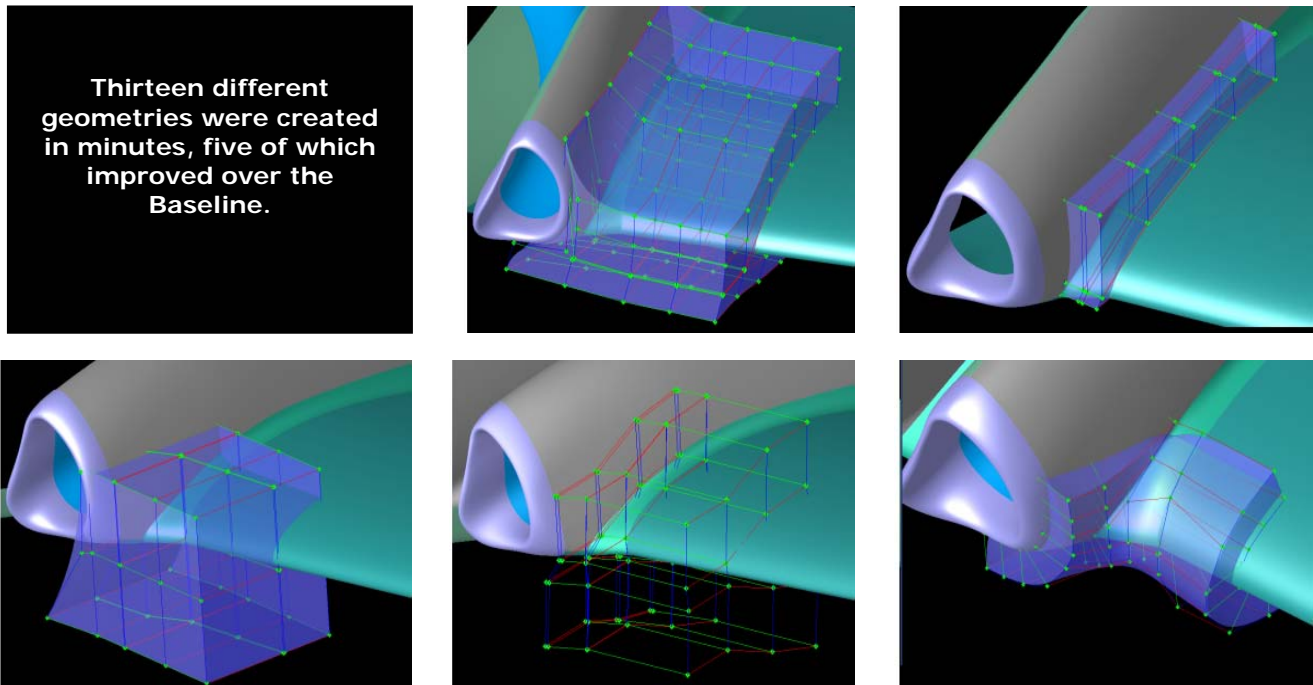 Thirteen different
geometries were created
in minutes, five of which
improved over the
Baseline.